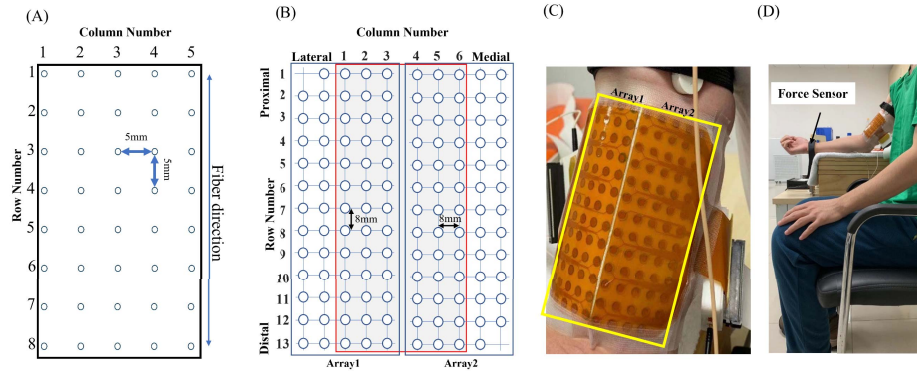 (A)
Column Number
1 2 3 4 5
Row Number
1
2
3
4
5
6
7
8
5mm
5mm
Fiber direction
(B)
Column Number
Lateral 1 2 3 4 5 6 Medial
Proximal
Row Number
Distal
1
2
3
4
5
6
7
8
9
10
11
12
13
8mm
8mm
Array1 Array2
(C)
Array1 Array2
(D)
Force Sensor